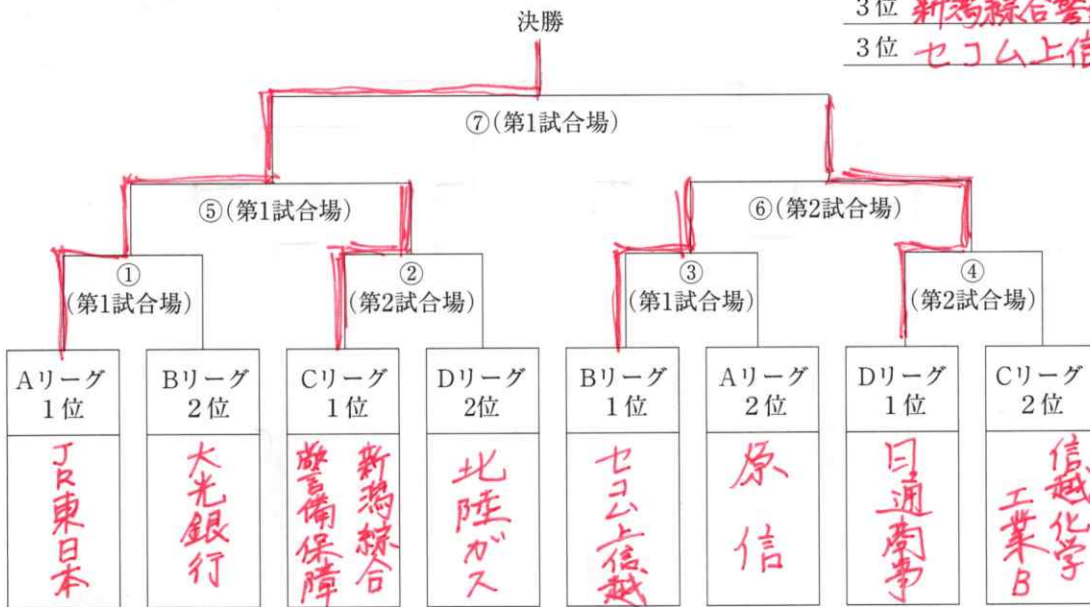 決勝
3位 新潟綜合警
3位 セコム上信
⑦(第1試合場)
⑤(第1試合場)
⑥(第2試合場)
①
(第1試合場)
②
(第2試合場)
③
(第1試合場)
④
(第2試合場)
Aリーグ
1位
Bリーグ
2位
Cリーグ
1位
Dリーグ
2位
Bリーグ
1位
Aリーグ
2位
Dリーグ
1位
Cリーグ
2位
JR東日本
大光銀行
新潟綜合
警備保障
北陸ガス
セコム上信越
原信
日通商事
信越化学
工業B